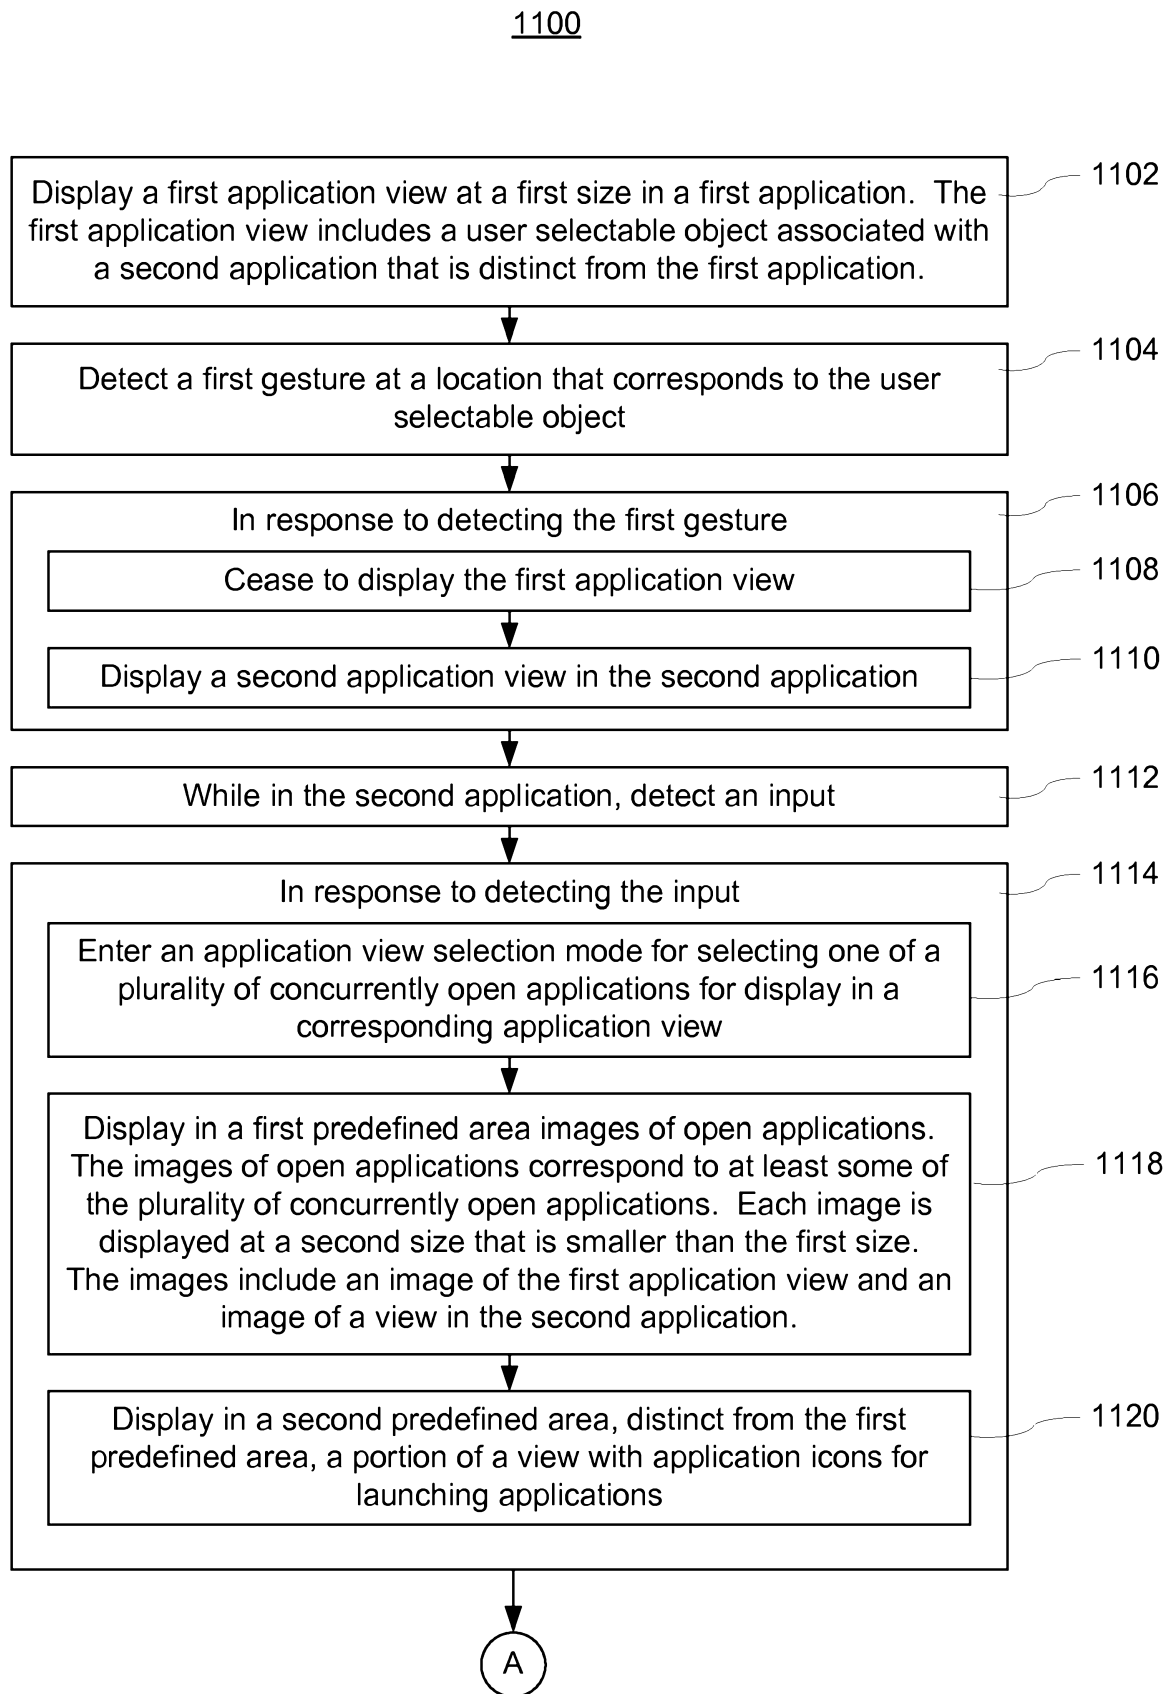 1100
Display a first application view at a first size in a first application.  The
first application view includes a user selectable object associated with
a second application that is distinct from the first application.
1102
Detect a first gesture at a location that corresponds to the user
selectable object
1104
In response to detecting the first gesture
1106
Cease to display the first application view
1108
Display a second application view in the second application
1110
While in the second application, detect an input
1112
In response to detecting the input
1114
Enter an application view selection mode for selecting one of a
plurality of concurrently open applications for display in a
corresponding application view
1116
Display in a first predefined area images of open applications.
The images of open applications correspond to at least some of
the plurality of concurrently open applications.  Each image is
displayed at a second size that is smaller than the first size.
The images include an image of the first application view and an
image of a view in the second application.
1118
Display in a second predefined area, distinct from the first
predefined area, a portion of a view with application icons for
launching applications
1120
A